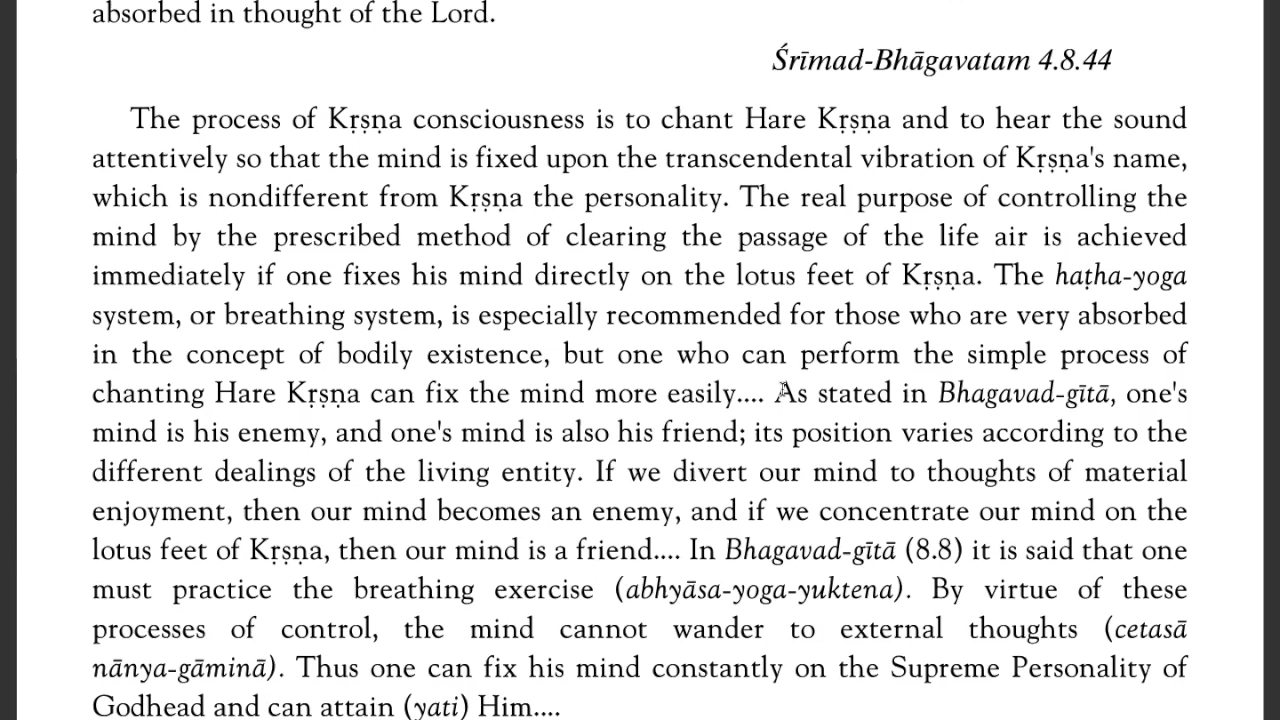 absorbed in thought of the Lord.
Śrīmad-Bhāgavatam 4.8.44
The process of Kṛṣṇa consciousness is to chant Hare Kṛṣṇa and to hear the sound
attentively so that the mind is fixed upon the transcendental vibration of Kṛṣṇa's name,
which is nondifferent from Kṛṣṇa the personality. The real purpose of controlling the
mind by the prescribed method of clearing the passage of the life air is achieved
immediately if one fixes his mind directly on the lotus feet of Kṛṣṇa. The haṭha-yoga
system, or breathing system, is especially recommended for those who are very absorbed
in the concept of bodily existence, but one who can perform the simple process of
chanting Hare Kṛṣṇa can fix the mind more easily.... As stated in Bhagavad-gītā, one's
mind is his enemy, and one's mind is also his friend; its position varies according to the
different dealings of the living entity. If we divert our mind to thoughts of material
enjoyment, then our mind becomes an enemy, and if we concentrate our mind on the
lotus feet of Kṛṣṇa, then our mind is a friend.... In Bhagavad-gītā (8.8) it is said that one
must practice the breathing exercise (abhyāsa-yoga-yuktena). By virtue of these
processes of control, the mind cannot wander to external thoughts (cetasā
nānya-gāminā). Thus one can fix his mind constantly on the Supreme Personality of
Godhead and can attain (yati) Him....